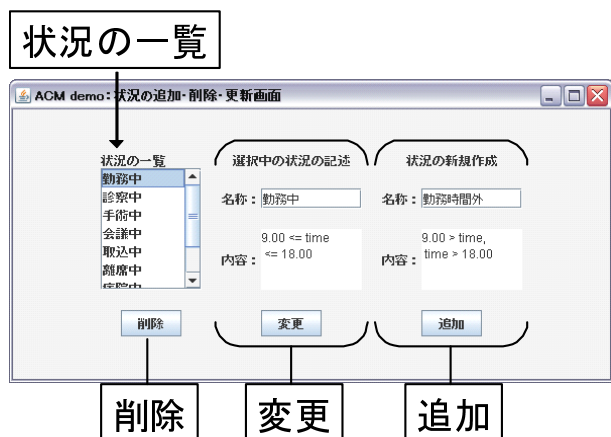 状況の一覧
ACM demo:状況の追加・削除・更新画面
状況の一覧
勤務中
診察中
手術中
会議中
取込中
離席中
病院中
削除
選択中の状況の記述
名称：勤務中
内容：9.00 <= time
<= 18.00
変更
状況の新規作成
名称：勤務時間外
内容：9.00 > time,
time > 18.00
追加
削除
変更
追加